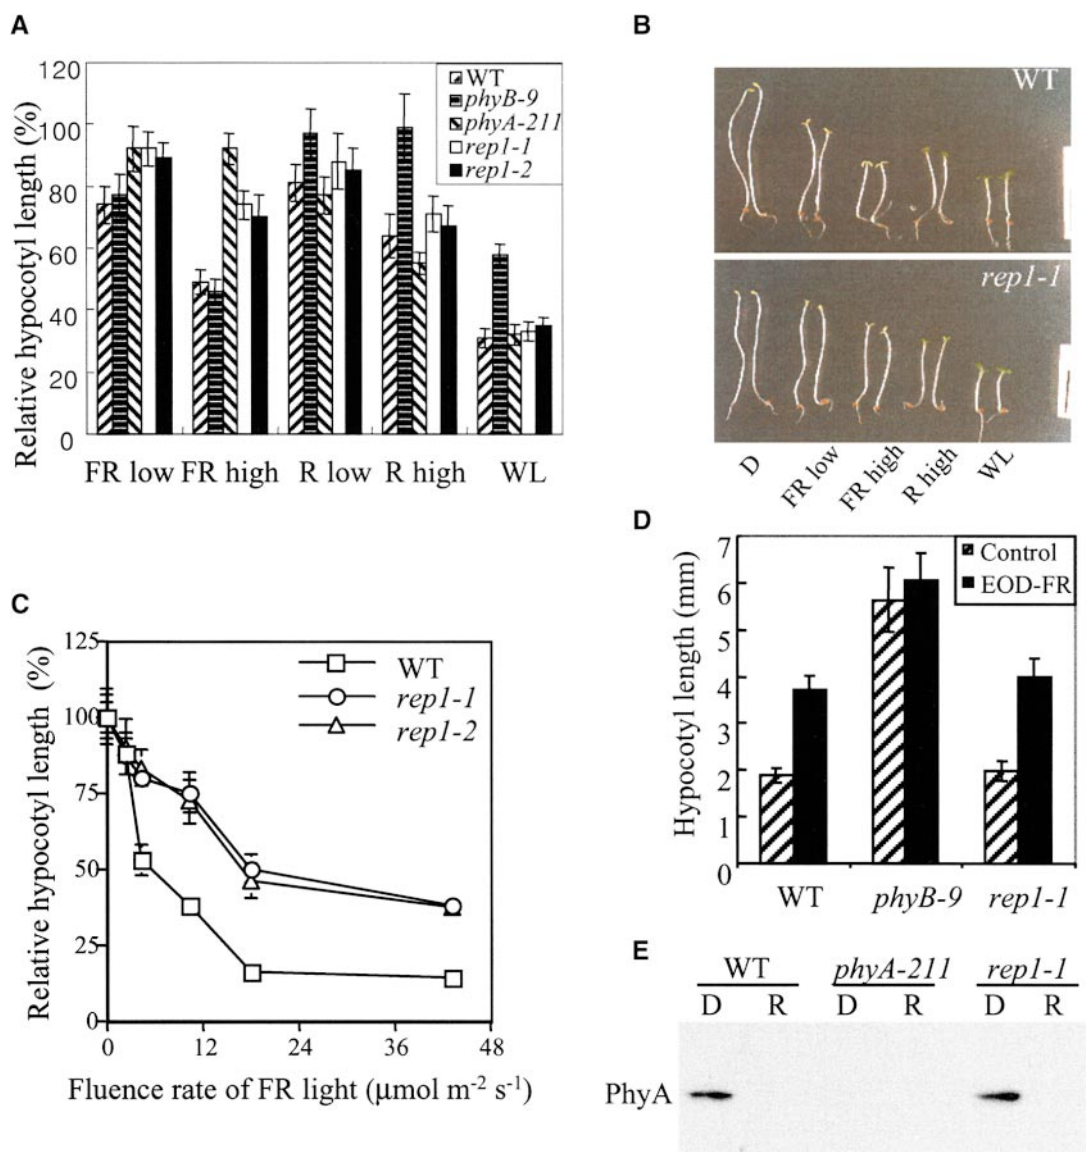 A
Relative hypocotyl length (%)
120
100
80
60
40
20
0
WT
phyB-9
phyA-211
rep1-1
rep1-2
FR low FR high R low R high WL
B
WT
rep1-1
D FR low FR high R high WL
C
Relative hypocotyl length (%)
125
100
75
50
25
0
WT
rep1-1
rep1-2
0 12 24 36 48
Fluence rate of FR light (μmol m-2 s-1)
D
Hypocotyl length (mm)
7
6
5
4
3
2
1
0
Control
EOD-FR
WT phyB-9 rep1-1
E
WT phyA-211 rep1-1
D R D R D R
PhyA